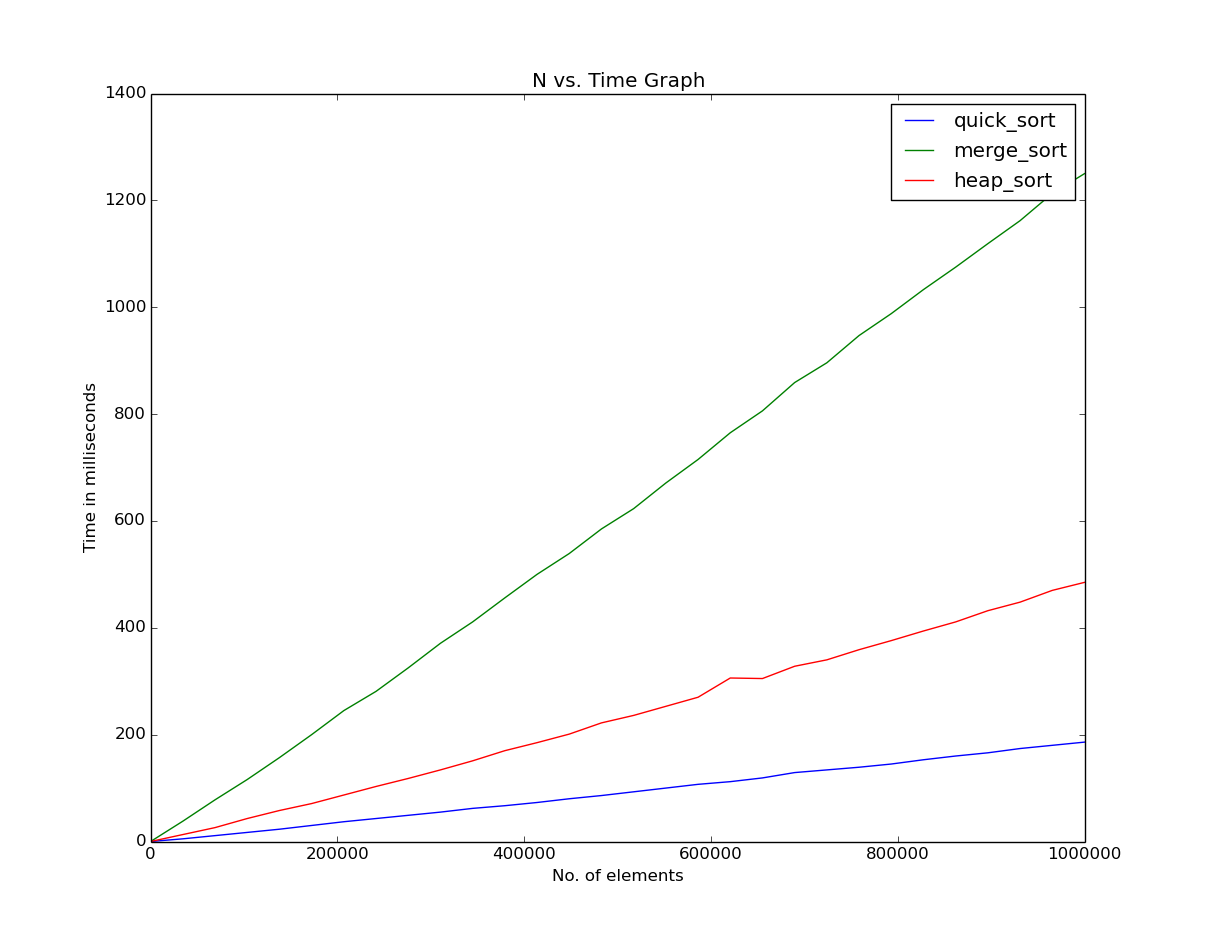 N vs. Time Graph
1400
1200
1000
800
600
400
200
0
Time in milliseconds
quick_sort
merge_sort
heap_sort
0 200000 400000 600000 800000 1000000
No. of elements